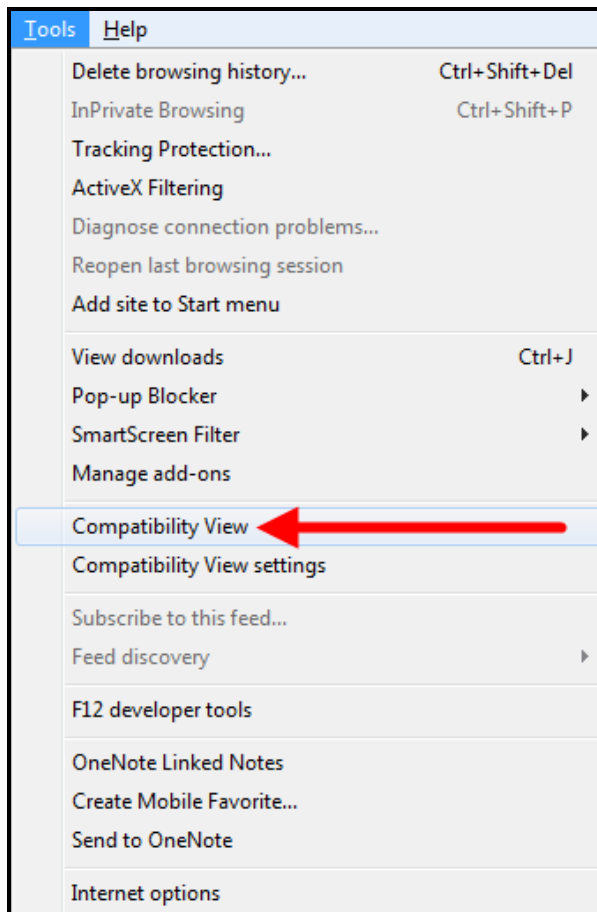 Tools Help
Delete browsing history... Ctrl+Shift+Del
InPrivate Browsing Ctrl+Shift+P
Tracking Protection...
ActiveX Filtering
Diagnose connection problems...
Reopen last browsing session
Add site to Start menu
View downloads Ctrl+J
Pop-up Blocker
SmartScreen Filter
Manage add-ons
Compatibility View
Compatibility View settings
Subscribe to this feed...
Feed discovery
F12 developer tools
OneNote Linked Notes
Create Mobile Favorite...
Send to OneNote
Internet options